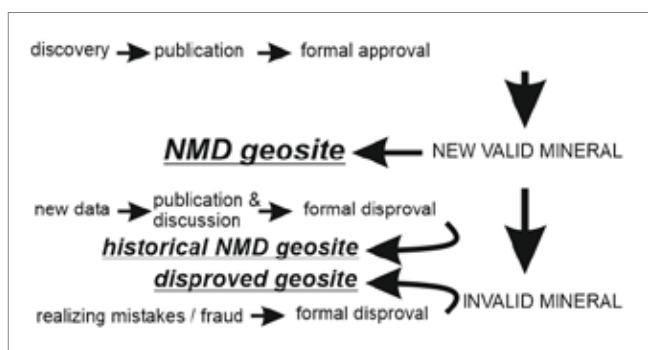 discovery publication formal approval
NMD geosite NEW VALID MINERAL
new data publication & discussion formal disproval
historical NMD geosite
disproved geosite
INVALID MINERAL
realizing mistakes / fraud formal disproval